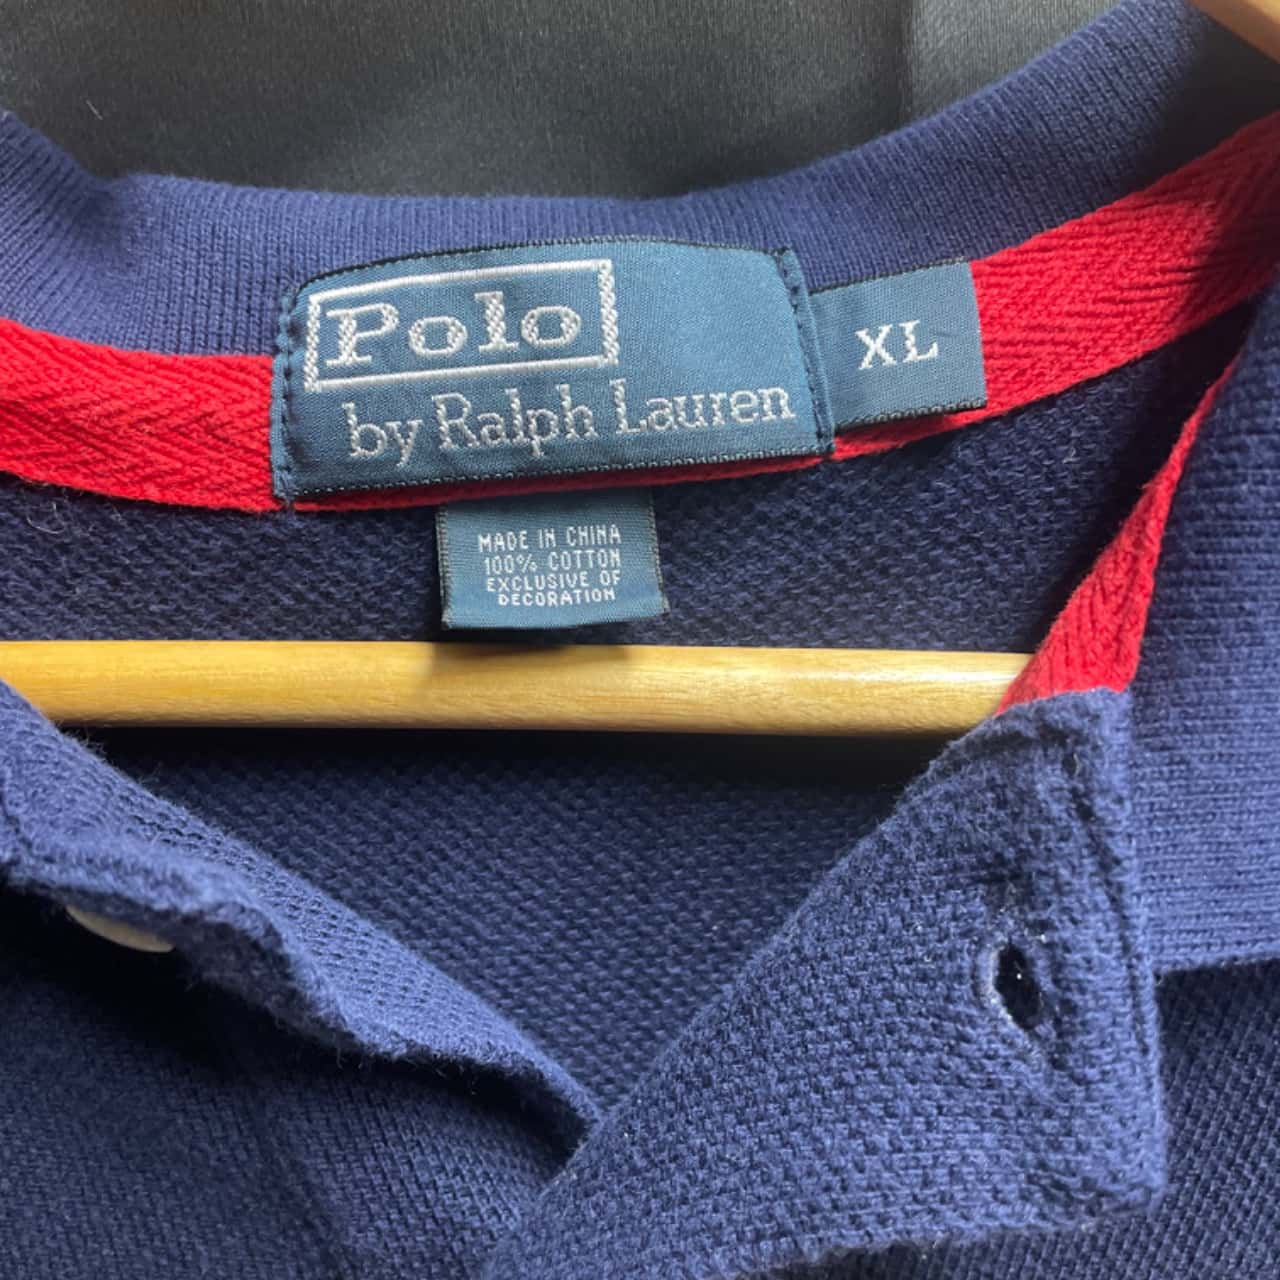 Polo
by Ralph Lauren
XL
MADE IN CHINA
100% COTTON
EXCLUSIVE OF
DECORATION